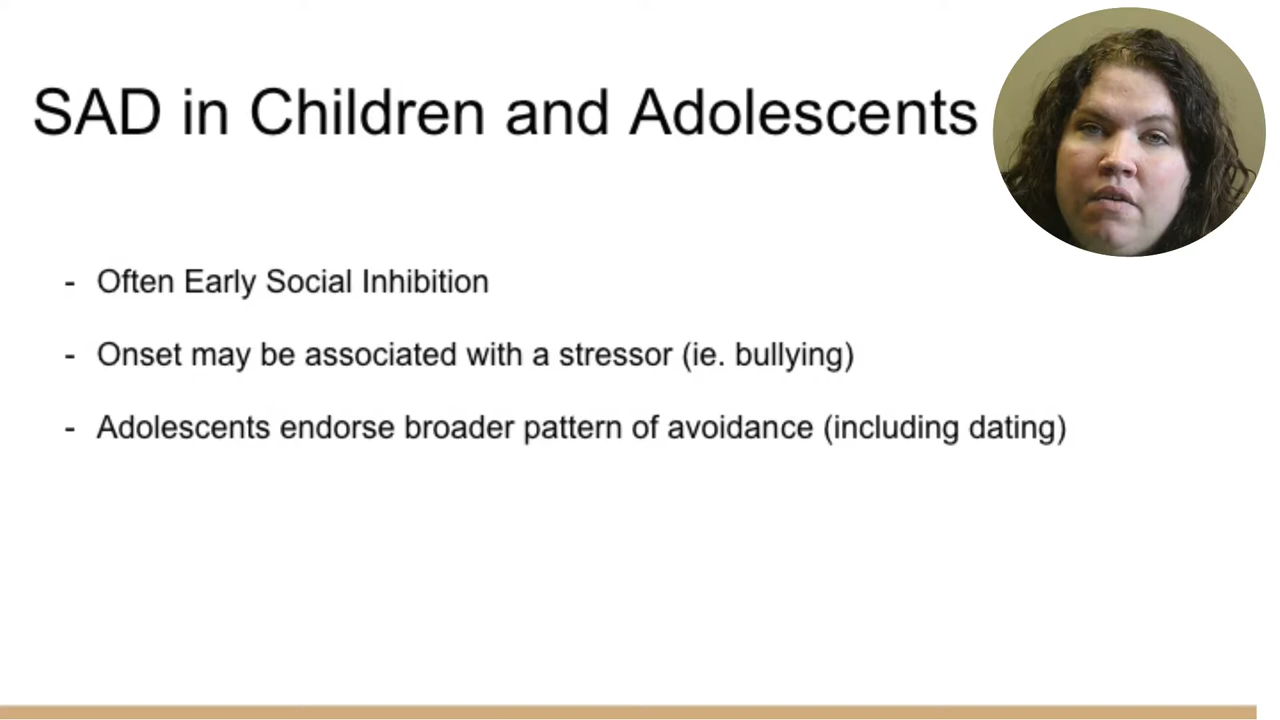 SAD in Children and Adolescents
- Often Early Social Inhibition
- Onset may be associated with a stressor (ie. bullying)
- Adolescents endorse broader pattern of avoidance (including dating)